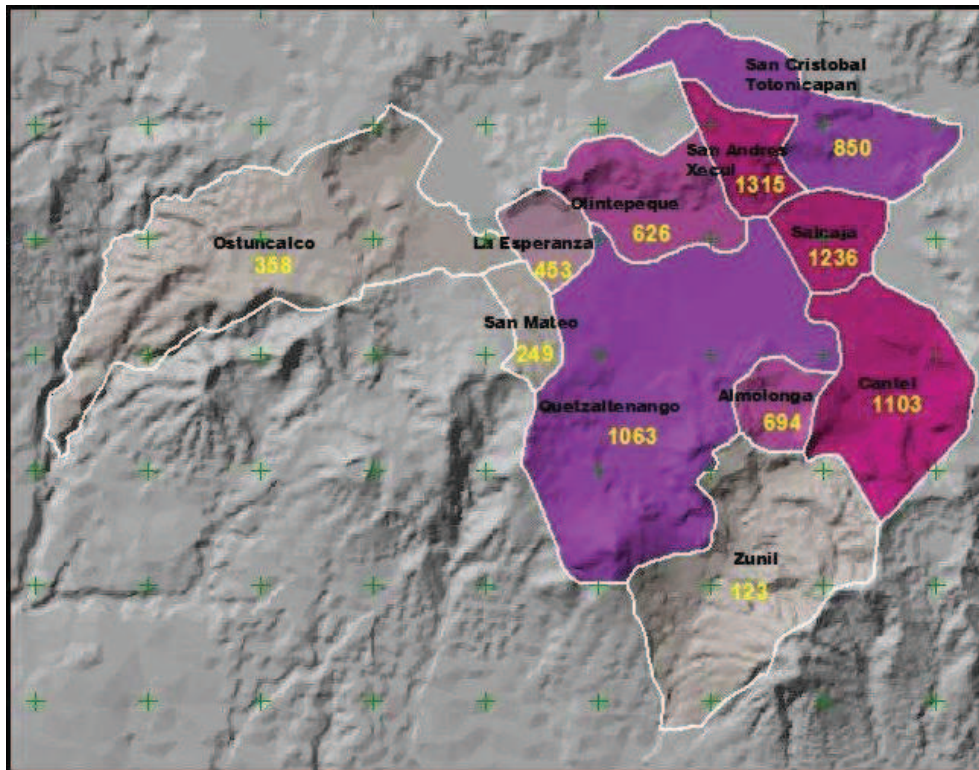 San Cristobal
Totonicapan
850
San Andres
Xecul
1315
Olintepeque
626
Salcaja
1236
Ostuncalco
358
La Esperanza
453
San Mateo
249
Almolonga
694
Cantel
1103
Quetzaltenango
1063
Zunil
123